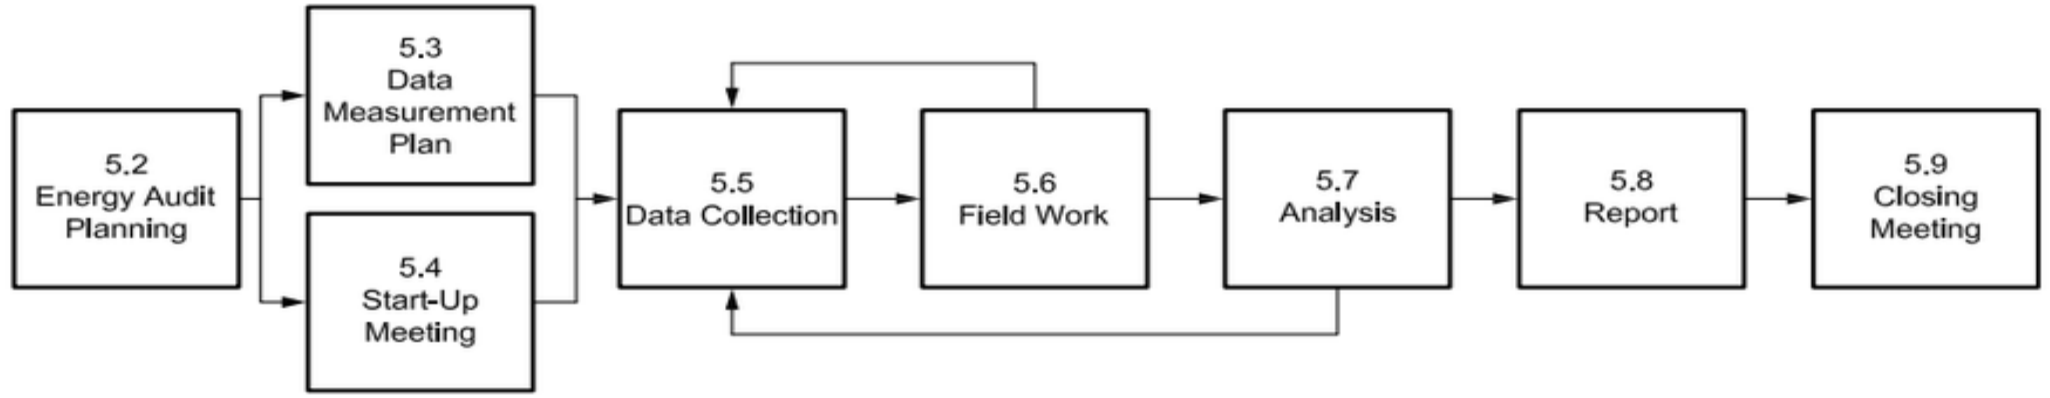 5.2
Energy Audit
Planning
5.3
Data
Measurement
Plan
5.4
Start-Up
Meeting
5.5
Data Collection
5.6
Field Work
5.7
Analysis
5.8
Report
5.9
Closing
Meeting